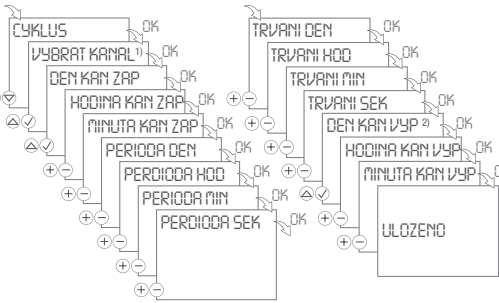 CYKLUS OK
VYBRAT KANAL 1) OK
DEN KAN ZAP OK
HODINA KAN ZAP OK
MINUTA KAN ZAP OK
PERIODA DEN OK
PERDIODA HOD OK
PERIODA MIN OK
PERDIODA SEK OK
TRVANI DEN OK
TRVANI HOD OK
TRVANI MIN OK
TRVANI SEK OK
DEN KAN VYP 2) OK
HODINA KAN VYP OK
MINUTA KAN VYP
ULOZENO